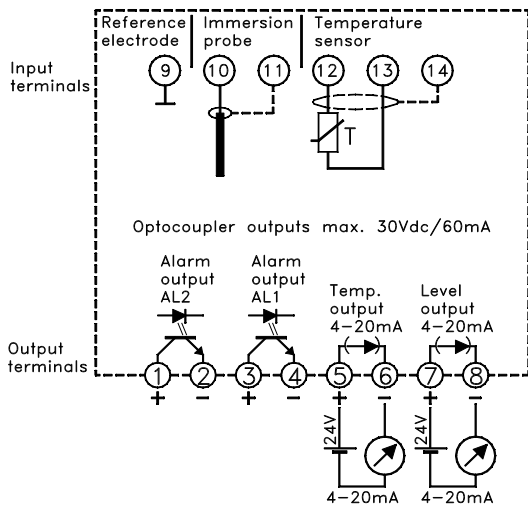 Reference electrode
Immersion probe
Temperature sensor
Input terminals
9 10 11 12 13 14
T
Optocoupler outputs max. 30Vdc/60mA
Alarm output AL2
Alarm output AL1
Temp. output 4-20mA
Level output 4-20mA
Output terminals
1 2 3 4 5 6 7 8
+ - + - + - + -
24V
24V
4-20mA
4-20mA